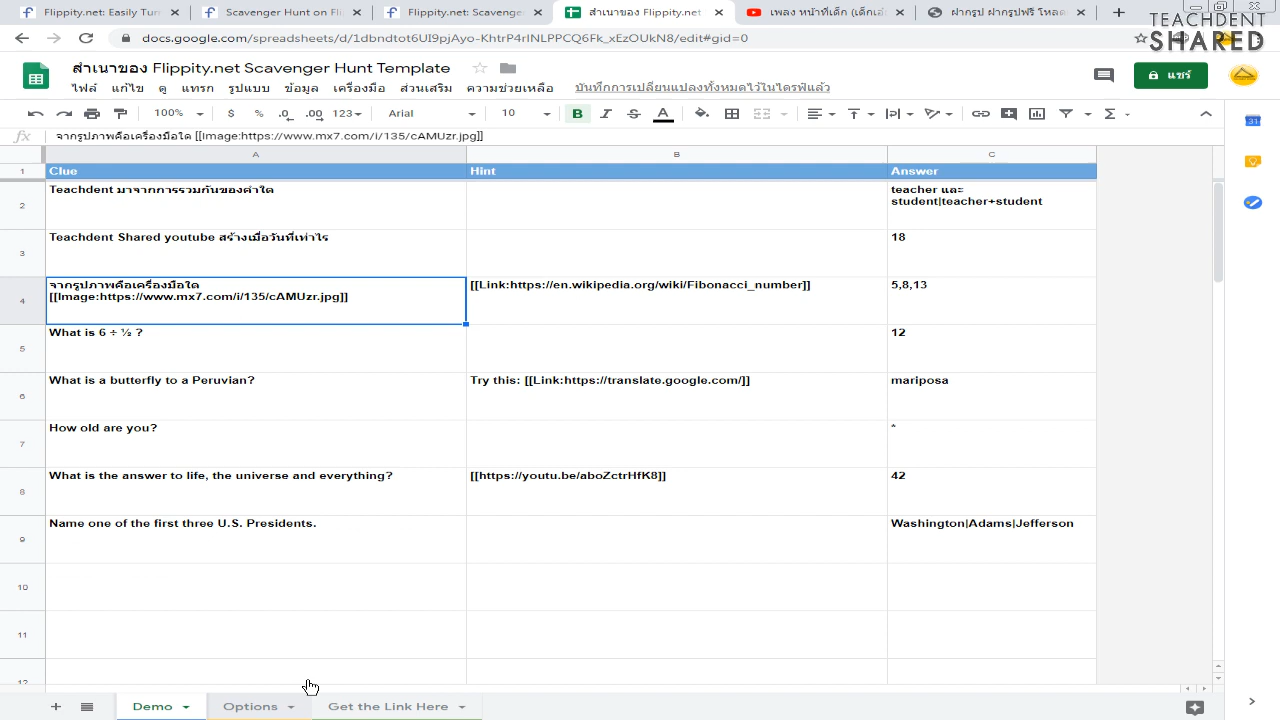 Flippity.net: Easily Turn
Scavenger Hunt on Fli
Flippity.net: Scavenge
สำเนาของ Flippity.net
เพลง หน้าที่เด็ก (เด็กเอ๋
ฝากรูป ฝากรูปฟรี โหลด
TEACHDENT
SHARED
docs.google.com/spreadsheets/d/1dbndtot6UI9pjAyo-KhtrP4rINLPPCQ6Fk_xEzOUkN8/edit#gid=0
สำเนาของ Flippity.net Scavenger Hunt Template
ไฟล์ แก้ไข ดู แทรก รูปแบบ ข้อมูล เครื่องมือ ส่วนเสริม ความช่วยเหลือ บันทึกการเปลี่ยนแปลงทั้งหมดไว้ในไดรฟ์แล้ว
แชร์
100% $ % .0 .00 123 Arial 10 B I S A Σ
fx จากรูปภาพคือเครื่องมือใด [[Image:https://www.mx7.com/i/135/cAMUzr.jpg]]
A B C
1 Clue Hint Answer
2 Teachdent มาจากการรวมกันของคำใด teacher และ
student|teacher+student
3 Teachdent Shared youtube สร้างเมื่อวันที่เท่าไร 18
4 จากรูปภาพคือเครื่องมือใด [[Link:https://en.wikipedia.org/wiki/Fibonacci_number]] 5,8,13
[[Image:https://www.mx7.com/i/135/cAMUzr.jpg]]
5 What is 6 ÷ ½ ? 12
6 What is a butterfly to a Peruvian? Try this: [[Link:https://translate.google.com/]] mariposa
7 How old are you? *
8 What is the answer to life, the universe and everything? [[https://youtu.be/aboZctrHfK8]] 42
9 Name one of the first three U.S. Presidents. Washington|Adams|Jefferson
10
11
12
Demo Options Get the Link Here
31